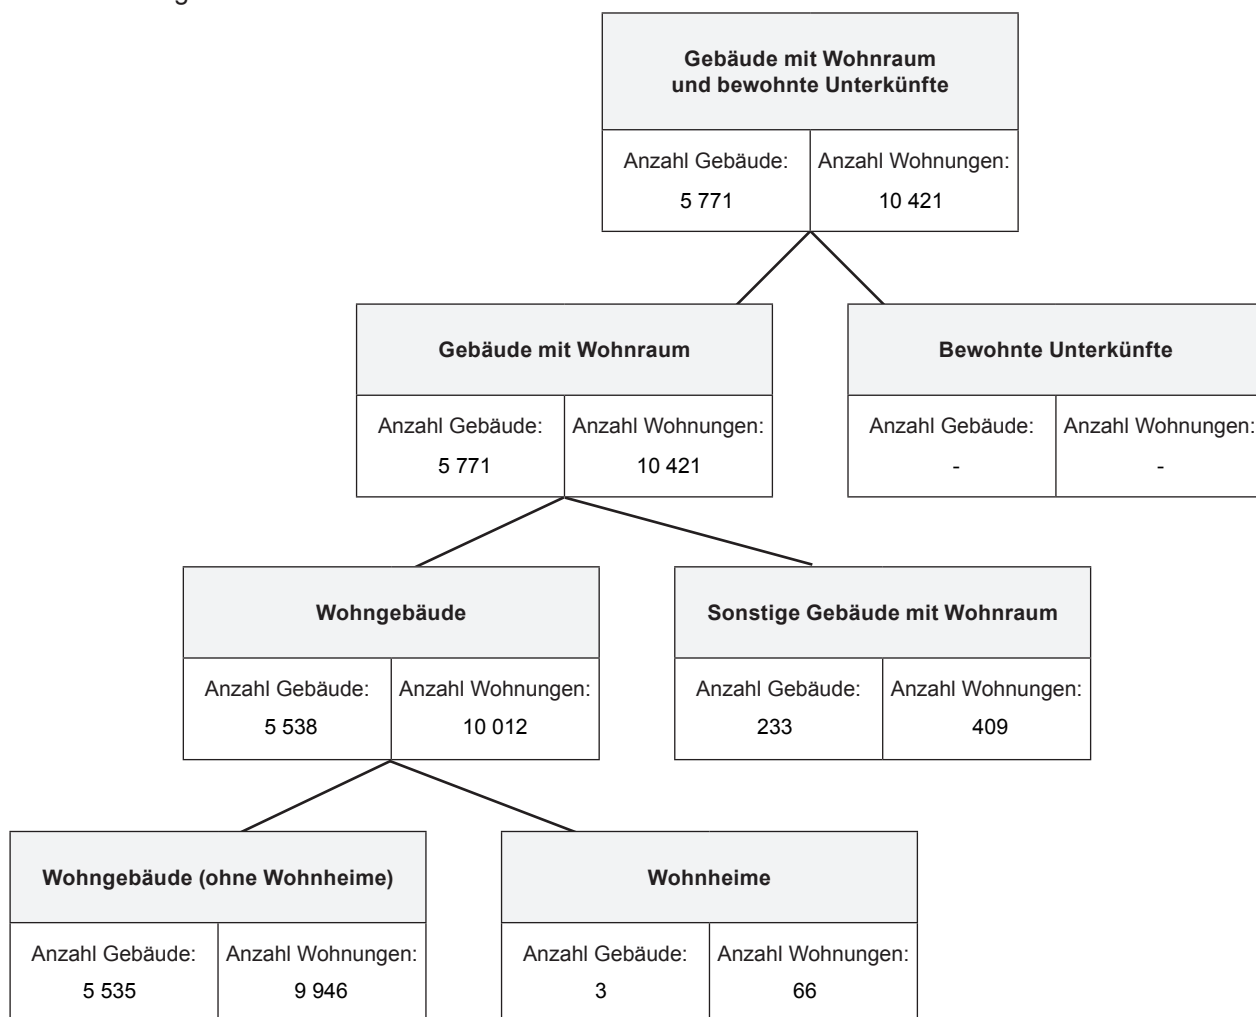 Gebäude mit Wohnraum
und bewohnte Unterkünfte
Anzahl Gebäude: Anzahl Wohnungen:
5 771 10 421
Gebäude mit Wohnraum Bewohnte Unterkünfte
Anzahl Gebäude: Anzahl Wohnungen: Anzahl Gebäude: Anzahl Wohnungen:
5 771 10 421 - -
Wohngebäude Sonstige Gebäude mit Wohnraum
Anzahl Gebäude: Anzahl Wohnungen: Anzahl Gebäude: Anzahl Wohnungen:
5 538 10 012 233 409
Wohngebäude (ohne Wohnheime) Wohnheime
Anzahl Gebäude: Anzahl Wohnungen: Anzahl Gebäude: Anzahl Wohnungen:
5 535 9 946 3 66